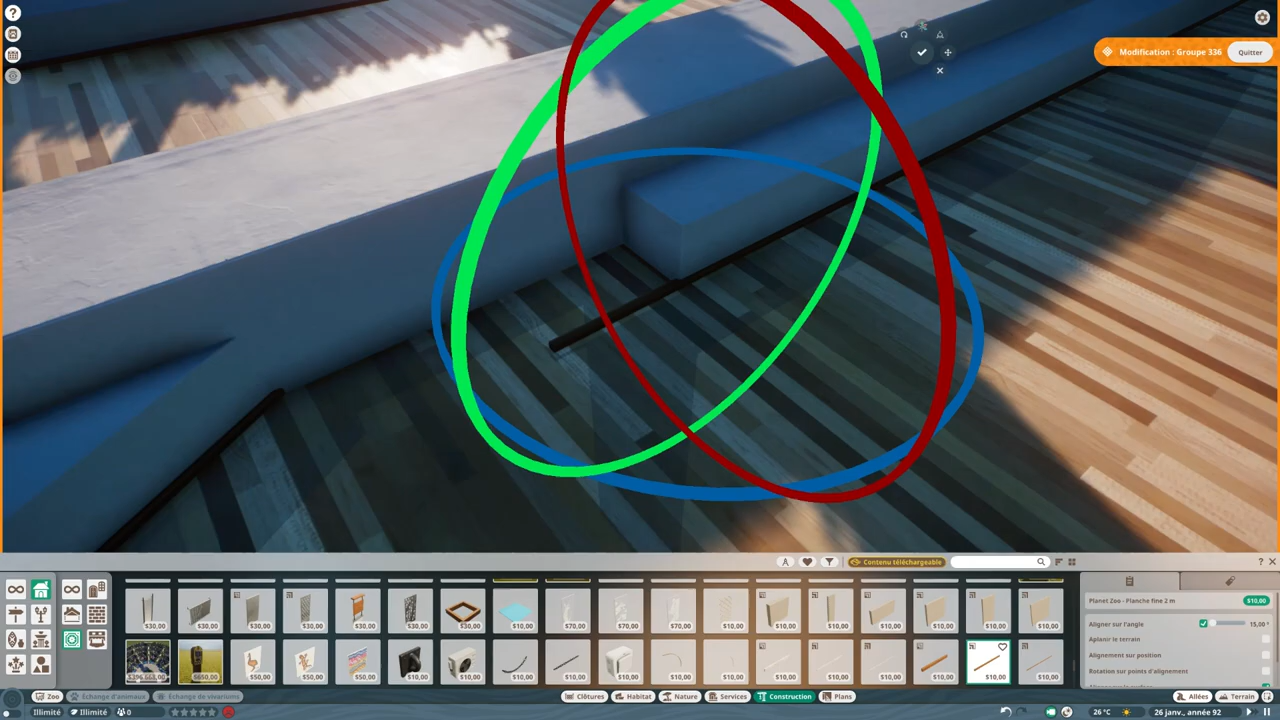 ?
Modification : Groupe 336
Quitter
A
Contenu téléchargeable
? ×
$30,00 $30,00 $30,00 $30,00 $30,00 $30,00 $30,00 $10,00 $70,00 $70,00 $70,00 $10,00 $10,00 $10,00 $10,00 $10,00 $10,00 $10,00
$296 663,00 $650,00 $50,00 $50,00 $50,00 $50,00 $50,00 $10,00 $10,00 $10,00 $10,00 $10,00 $10,00 $10,00 $10,00 $10,00 $10,00 $10,00
Planet Zoo - Planche fine 2 m
$10,00
Aligner sur l'angle
15,00 °
Aplanir le terrain
Alignement sur position
Rotation sur points d'alignement
Zoo
Échange d'animaux
Échange de vivariums
Clôtures
Habitat
Nature
Services
Construction
Plans
Allées
Terrain
Illimité
Illimité
0
26 °C
26 janv., année 92